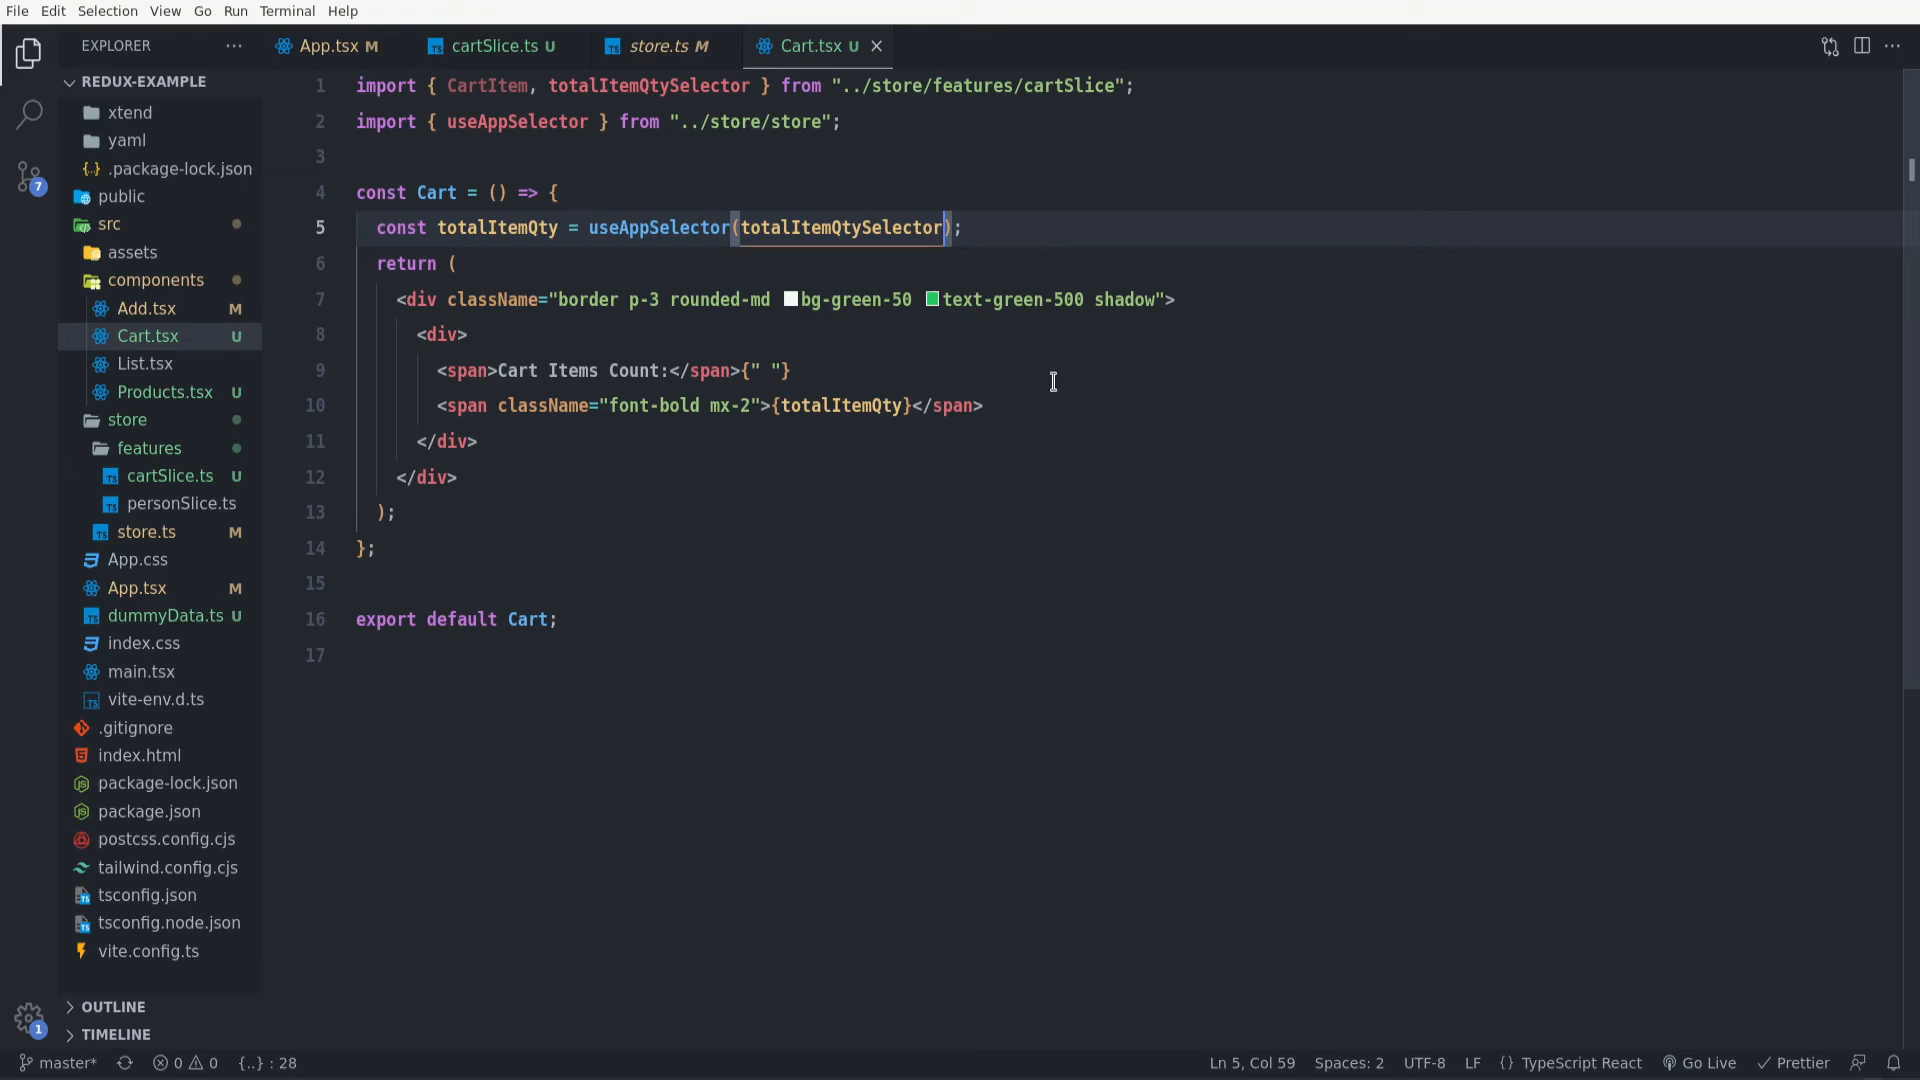 File Edit Selection View Go Run Terminal Help
EXPLORER ···
App.tsx M
cartSlice.ts U
store.ts M
Cart.tsx U
REDUX-EXAMPLE
xtend
yaml
{..} .package-lock.json
public
src
assets
components
Add.tsx M
Cart.tsx U
List.tsx
Products.tsx U
store
features
cartSlice.ts U
personSlice.ts
store.ts M
App.css
App.tsx M
dummyData.ts U
index.css
main.tsx
vite-env.d.ts
.gitignore
index.html
package-lock.json
package.json
postcss.config.cjs
tailwind.config.cjs
tsconfig.json
tsconfig.node.json
vite.config.ts
OUTLINE
TIMELINE
7
1
1 import { CartItem, totalItemQtySelector } from "../store/features/cartSlice";
2 import { useAppSelector } from "../store/store";
3
4 const Cart = () => {
5 const totalItemQty = useAppSelector(totalItemQtySelector);
6 return (
7 <div className="border p-3 rounded-md bg-green-50 text-green-500 shadow">
8 <div>
9 <span>Cart Items Count:</span>{" "}
10 <span className="font-bold mx-2">{totalItemQty}</span>
11 </div>
12 </div>
13 );
14 };
15
16 export default Cart;
17
master* 0 0 {..} : 28
Ln 5, Col 59 Spaces: 2 UTF-8 LF {} TypeScript React Go Live Prettier